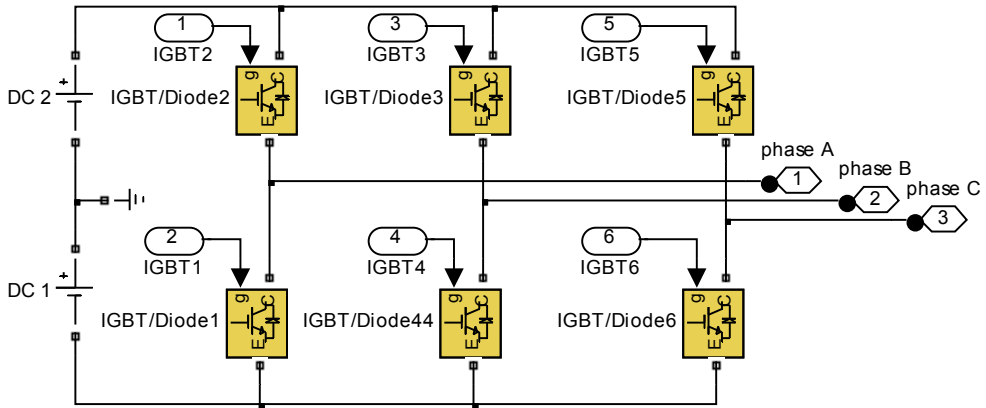 1
3
5
IGBT2
IGBT3
IGBT5
g C E
g C E
g C E
+
DC 2
IGBT/Diode2
IGBT/Diode3
IGBT/Diode5
phase A
1
phase B
2
phase C
3
2
4
6
IGBT1
IGBT4
IGBT6
g C E
g C E
g C E
+
DC 1
IGBT/Diode1
IGBT/Diode44
IGBT/Diode6